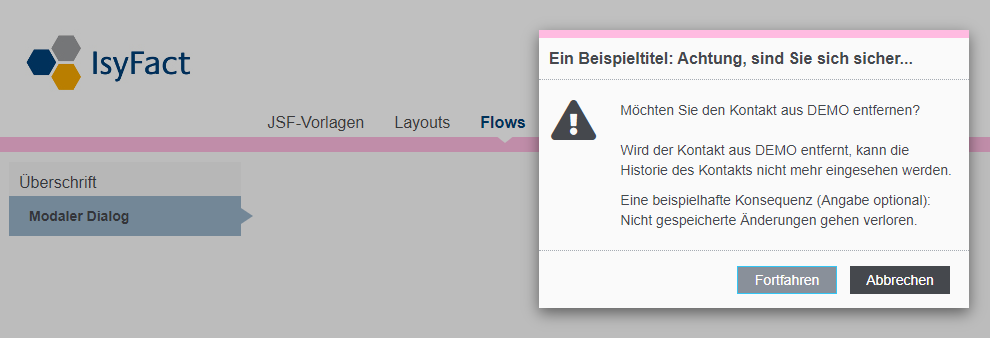 IsyFact
JSF-Vorlagen Layouts Flows
Überschrift
Modaler Dialog
Ein Beispieltitel: Achtung, sind Sie sich sicher...
Möchten Sie den Kontakt aus DEMO entfernen?
Wird der Kontakt aus DEMO entfernt, kann die
Historie des Kontakts nicht mehr eingesehen werden.
Eine beispielhafte Konsequenz (Angabe optional):
Nicht gespeicherte Änderungen gehen verloren.
Fortfahren Abbrechen